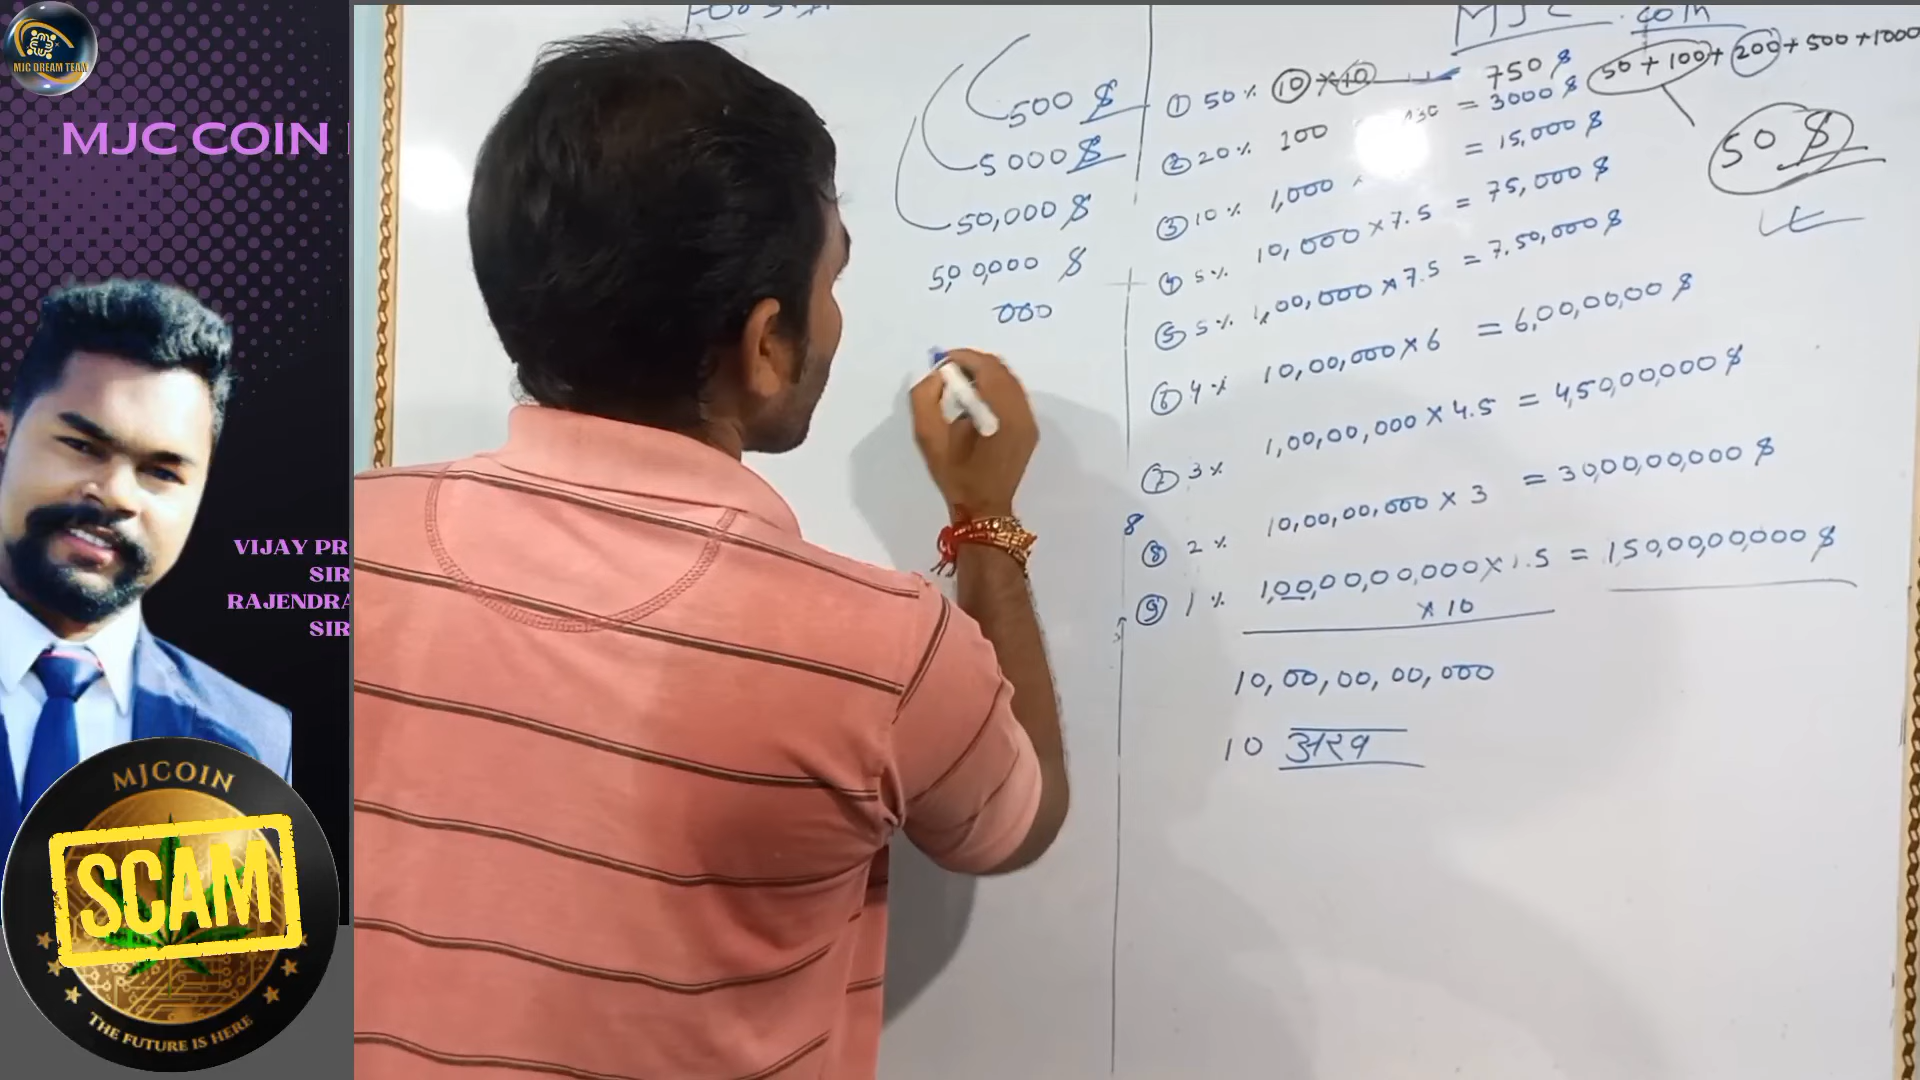 MJC DREAM TEAM
MJC COIN
VIJAY PR
SIR
RAJENDRA
SIR
MJCOIN
SCAM
THE FUTURE IS HERE
500 $
5000 $
50,000 $
5,00,000 $
000
MJC coin
50 + 100 + 200 + 500 + 1000
50 $
① 50% 10 × 10 = 750 $
② 20% 100 = 3000 $
③ 10% 1,000 × = 15,000 $
④ 5% 10,000 × 7.5 = 75,000 $
⑤ 5% 1,00,000 × 7.5 = 7,50,000 $
⑥ 4% 10,00,000 × 6 = 6,00,00,00 $
⑦ 3% 1,00,00,000 × 4.5 = 4,50,00,000 $
8
⑧ 2% 10,00,00,000 × 3 = 30,00,00,000 $
⑨ 1% 1,00,00,00,000 × 1.5 = 1,50,00,00,000 $
× 10
10,00,00,00,000
10 अरब